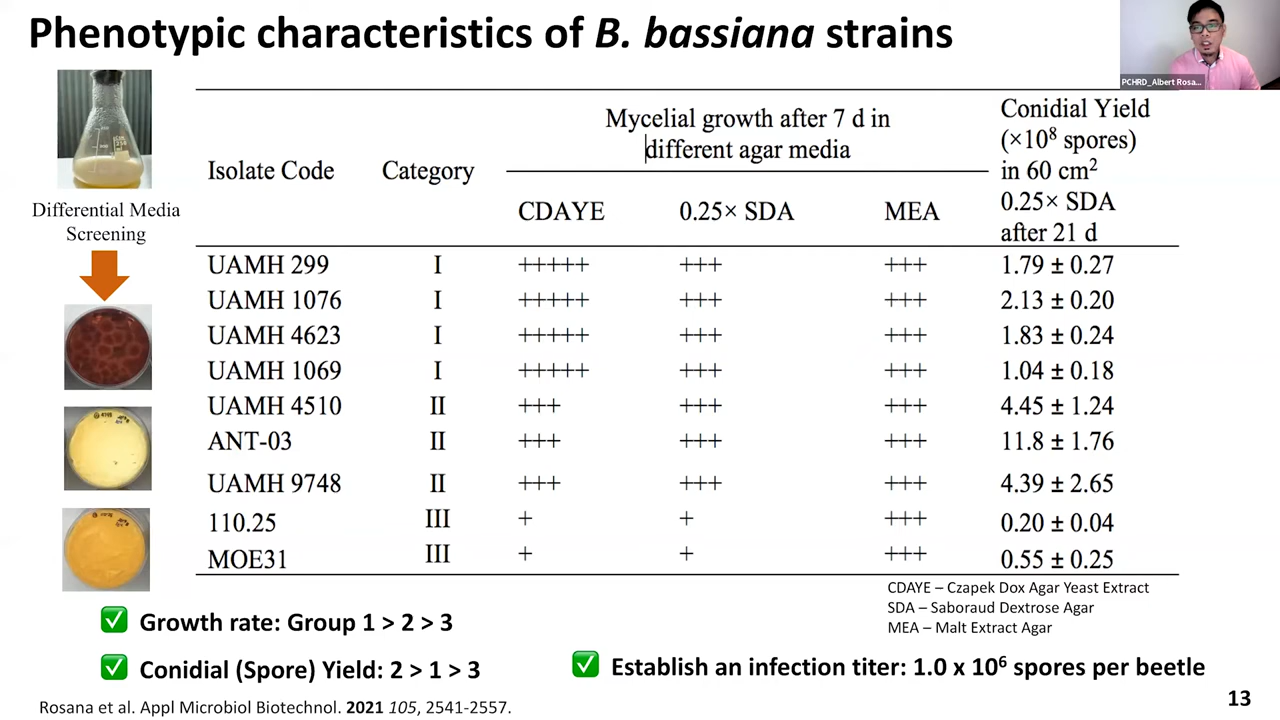 Phenotypic characteristics of B. bassiana strains
PCHRD_Albert Rosa...
Differential Media
Screening
Isolate Code
Category
Mycelial growth after 7 d in
different agar media
CDAYE
0.25× SDA
MEA
Conidial Yield
(×10⁸ spores)
in 60 cm²
0.25× SDA
after 21 d
UAMH 299 I +++++ +++ +++ 1.79 ± 0.27
UAMH 1076 I +++++ +++ +++ 2.13 ± 0.20
UAMH 4623 I +++++ +++ +++ 1.83 ± 0.24
UAMH 1069 I +++++ +++ +++ 1.04 ± 0.18
UAMH 4510 II +++ +++ +++ 4.45 ± 1.24
ANT-03 II +++ +++ +++ 11.8 ± 1.76
UAMH 9748 II +++ +++ +++ 4.39 ± 2.65
110.25 III + + +++ 0.20 ± 0.04
MOE31 III + + +++ 0.55 ± 0.25
CDAYE – Czapek Dox Agar Yeast Extract
SDA – Saboraud Dextrose Agar
MEA – Malt Extract Agar
Growth rate: Group 1 > 2 > 3
Conidial (Spore) Yield: 2 > 1 > 3
Establish an infection titer: 1.0 x 10⁶ spores per beetle
Rosana et al. Appl Microbiol Biotechnol. 2021 105, 2541-2557.
13